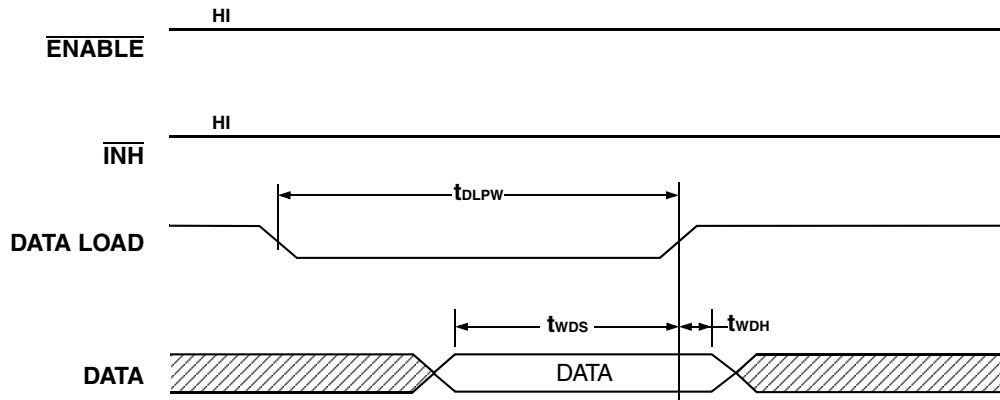 HI
ENABLE
HI
INH
tDLPW
DATA LOAD
tWDS
tWDH
DATA
DATA